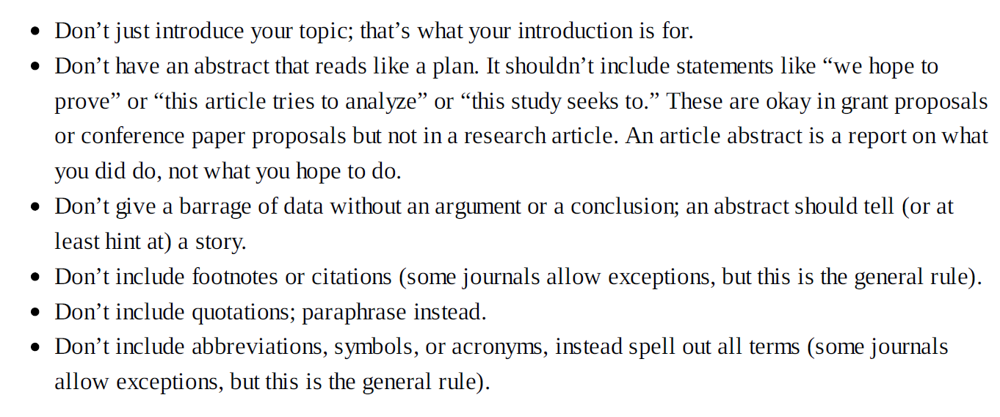 • Don’t just introduce your topic; that’s what your introduction is for.
• Don’t have an abstract that reads like a plan. It shouldn’t include statements like “we hope to
prove” or “this article tries to analyze” or “this study seeks to.” These are okay in grant proposals
or conference paper proposals but not in a research article. An article abstract is a report on what
you did do, not what you hope to do.
• Don’t give a barrage of data without an argument or a conclusion; an abstract should tell (or at
least hint at) a story.
• Don’t include footnotes or citations (some journals allow exceptions, but this is the general rule).
• Don’t include quotations; paraphrase instead.
• Don’t include abbreviations, symbols, or acronyms, instead spell out all terms (some journals
allow exceptions, but this is the general rule).